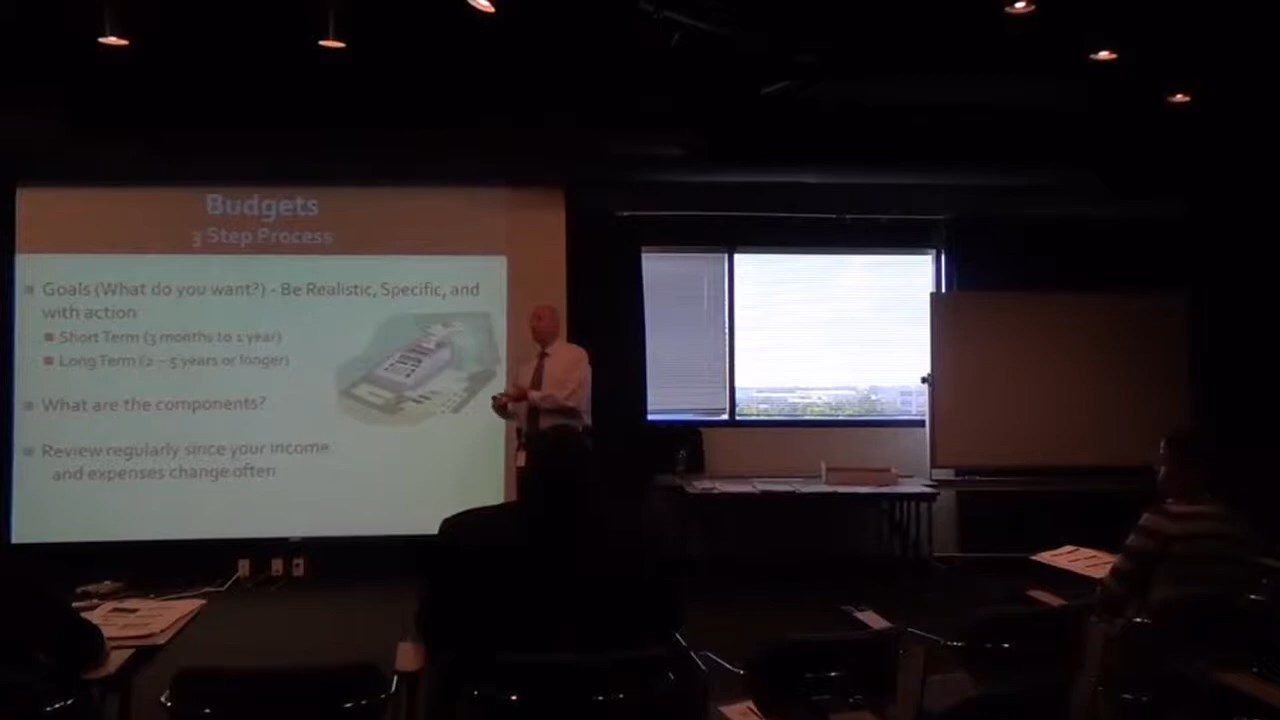 Budgets
3 Step Process
Goals (What do you want?) - Be Realistic, Specific, and
with action
Short Term (3 months to 1 year)
Long Term (2 – 5 years or longer)
What are the components?
Review regularly since your income
and expenses change often